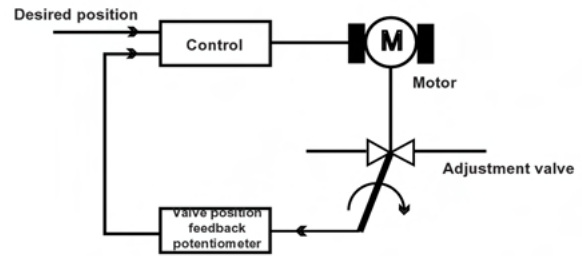 Desired position
Control
M
Motor
Adjustment valve
Valve position
feedback
potentiometer